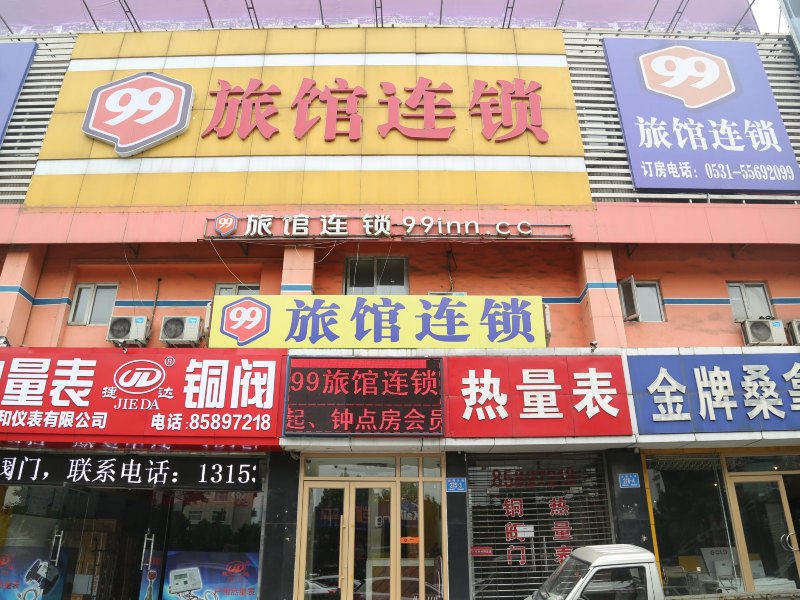 99 旅馆连锁
99
旅馆连锁
订房电话：0531-55692099
99 旅馆连锁 99inn.cc
99 旅馆连锁
量表 捷达 JD ® JIEDA 铜阀
和仪表有限公司 电话:85897218
99旅馆连锁
起、钟点房会员
热量表
金牌桑拿
阀门，联系电话：13153
铜阀门
热量表